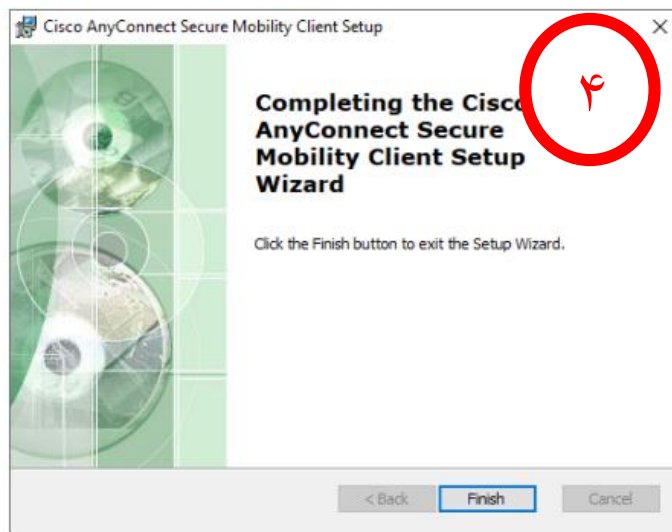 Cisco AnyConnect Secure Mobility Client Setup
۴
Completing the Cisco
AnyConnect Secure
Mobility Client Setup
Wizard
Click the Finish button to exit the Setup Wizard.
< Back Finish Cancel